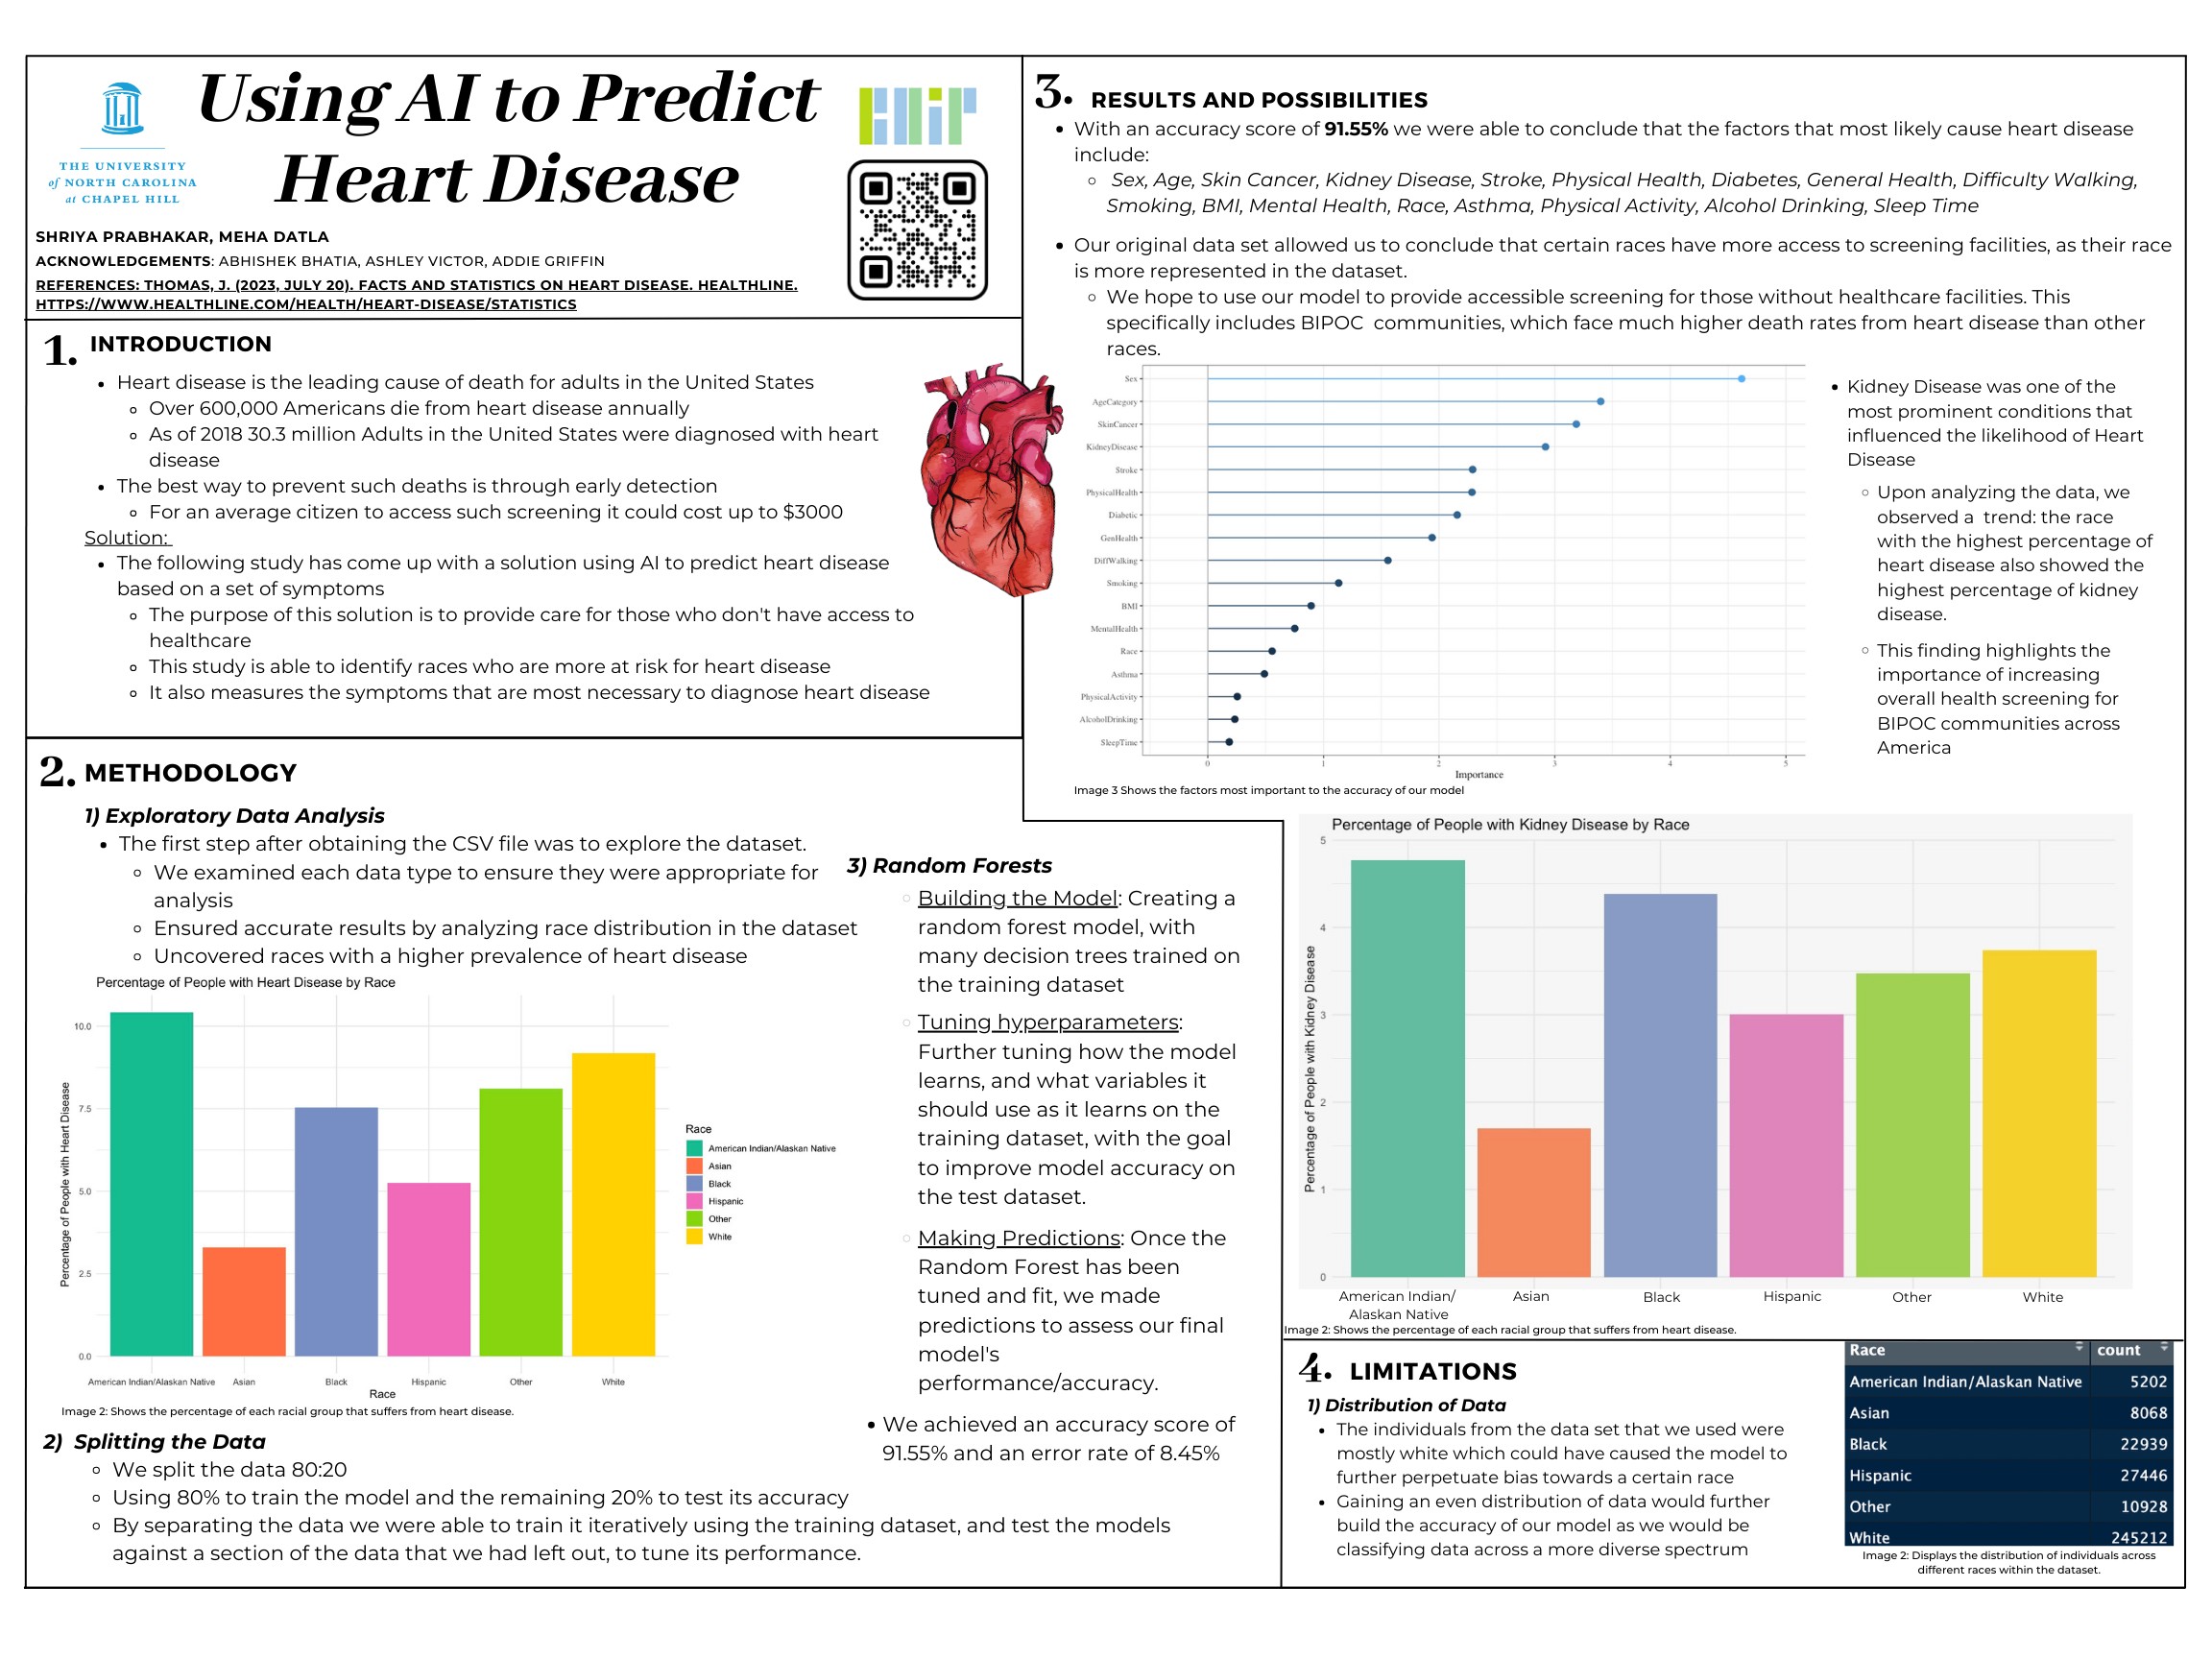 Using AI to Predict
Heart Disease
THE UNIVERSITY
of NORTH CAROLINA
at CHAPEL HILL
SHRIYA PRABHAKAR, MEHA DATLA
ACKNOWLEDGEMENTS: ABHISHEK BHATIA, ASHLEY VICTOR, ADDIE GRIFFIN
REFERENCES: THOMAS, J. (2023, JULY 20). FACTS AND STATISTICS ON HEART DISEASE. HEALTHLINE.
HTTPS://WWW.HEALTHLINE.COM/HEALTH/HEART-DISEASE/STATISTICS
1. INTRODUCTION
• Heart disease is the leading cause of death for adults in the United States
◦ Over 600,000 Americans die from heart disease annually
◦ As of 2018 30.3 million Adults in the United States were diagnosed with heart
disease
• The best way to prevent such deaths is through early detection
◦ For an average citizen to access such screening it could cost up to $3000
Solution:
• The following study has come up with a solution using AI to predict heart disease
based on a set of symptoms
◦ The purpose of this solution is to provide care for those who don't have access to
healthcare
◦ This study is able to identify races who are more at risk for heart disease
◦ It also measures the symptoms that are most necessary to diagnose heart disease
2. METHODOLOGY
1) Exploratory Data Analysis
• The first step after obtaining the CSV file was to explore the dataset.
◦ We examined each data type to ensure they were appropriate for
analysis
◦ Ensured accurate results by analyzing race distribution in the dataset
◦ Uncovered races with a higher prevalence of heart disease
Percentage of People with Heart Disease by Race
Percentage of People with Heart Disease
10.0
7.5
5.0
2.5
0.0
American Indian/Alaskan Native Asian Black Hispanic Other White
Race
Race
American Indian/Alaskan Native
Asian
Black
Hispanic
Other
White
Image 2: Shows the percentage of each racial group that suffers from heart disease.
2) Splitting the Data
◦ We split the data 80:20
◦ Using 80% to train the model and the remaining 20% to test its accuracy
◦ By separating the data we were able to train it iteratively using the training dataset, and test the models
against a section of the data that we had left out, to tune its performance.
3) Random Forests
◦ Building the Model: Creating a
random forest model, with
many decision trees trained on
the training dataset
◦ Tuning hyperparameters:
Further tuning how the model
learns, and what variables it
should use as it learns on the
training dataset, with the goal
to improve model accuracy on
the test dataset.
◦ Making Predictions: Once the
Random Forest has been
tuned and fit, we made
predictions to assess our final
model's
performance/accuracy.
• We achieved an accuracy score of
91.55% and an error rate of 8.45%
3. RESULTS AND POSSIBILITIES
• With an accuracy score of 91.55% we were able to conclude that the factors that most likely cause heart disease
include:
◦ Sex, Age, Skin Cancer, Kidney Disease, Stroke, Physical Health, Diabetes, General Health, Difficulty Walking,
Smoking, BMI, Mental Health, Race, Asthma, Physical Activity, Alcohol Drinking, Sleep Time
• Our original data set allowed us to conclude that certain races have more access to screening facilities, as their race
is more represented in the dataset.
◦ We hope to use our model to provide accessible screening for those without healthcare facilities. This
specifically includes BIPOC communities, which face much higher death rates from heart disease than other
races.
Sex
AgeCategory
SkinCancer
KidneyDisease
Stroke
PhysicalHealth
Diabetic
GenHealth
DiffWalking
Smoking
BMI
MentalHealth
Race
Asthma
PhysicalActivity
AlcoholDrinking
SleepTime
0 1 2 3 4 5
Importance
Image 3 Shows the factors most important to the accuracy of our model
• Kidney Disease was one of the
most prominent conditions that
influenced the likelihood of Heart
Disease
◦ Upon analyzing the data, we
observed a trend: the race
with the highest percentage of
heart disease also showed the
highest percentage of kidney
disease.
◦ This finding highlights the
importance of increasing
overall health screening for
BIPOC communities across
America
Percentage of People with Kidney Disease by Race
Percentage of People with Kidney Disease
5
4
3
2
1
0
American Indian/
Alaskan Native
Asian Black Hispanic Other White
Image 2: Shows the percentage of each racial group that suffers from heart disease.
4. LIMITATIONS
1) Distribution of Data
• The individuals from the data set that we used were
mostly white which could have caused the model to
further perpetuate bias towards a certain race
• Gaining an even distribution of data would further
build the accuracy of our model as we would be
classifying data across a more diverse spectrum
Race count
American Indian/Alaskan Native 5202
Asian 8068
Black 22939
Hispanic 27446
Other 10928
White 245212
Image 2: Displays the distribution of individuals across
different races within the dataset.